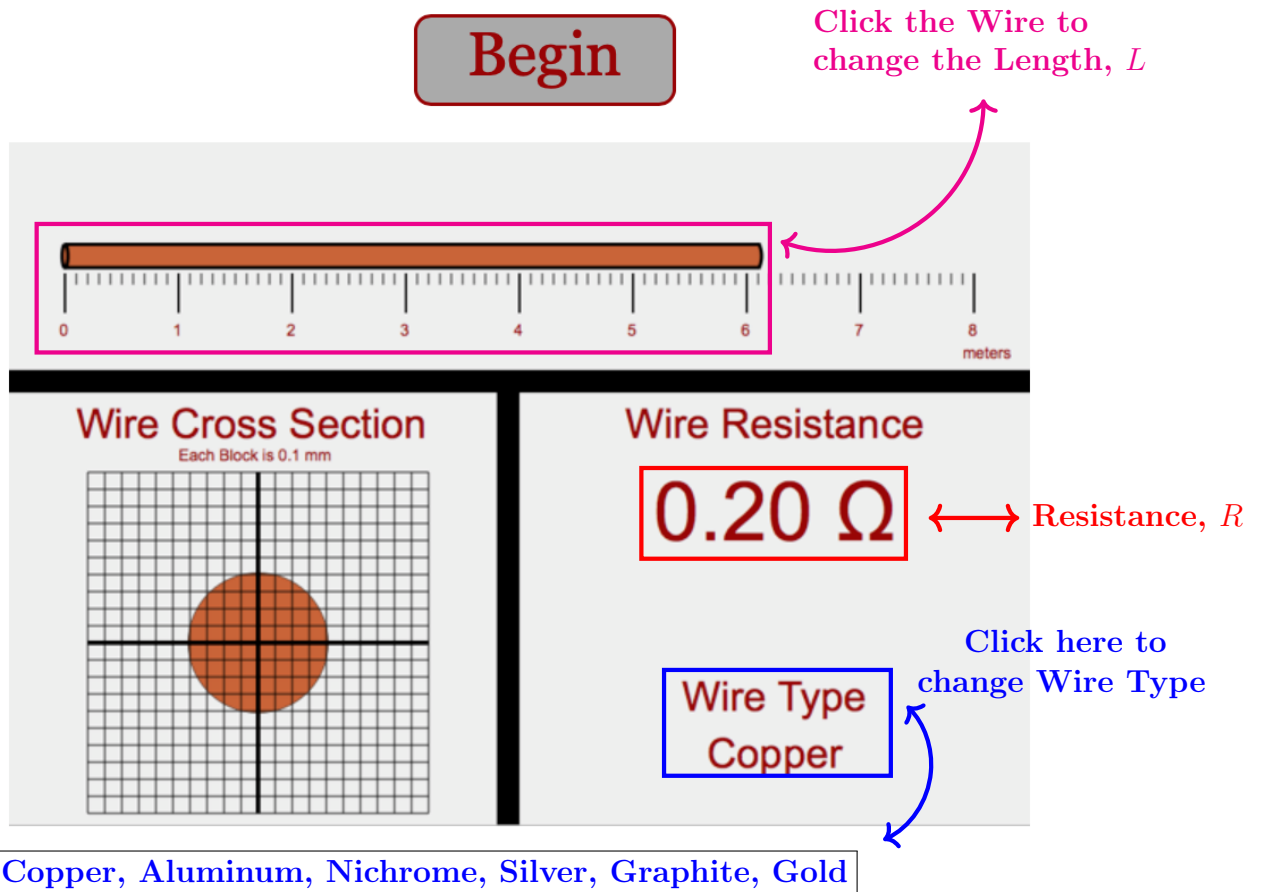 Begin
Click the Wire to
change the Length, L
0 1 2 3 4 5 6 7 8
meters
Wire Cross Section
Each Block is 0.1 mm
Wire Resistance
0.20 Ω
Resistance, R
Click here to
change Wire Type
Wire Type
Copper
Copper, Aluminum, Nichrome, Silver, Graphite, Gold